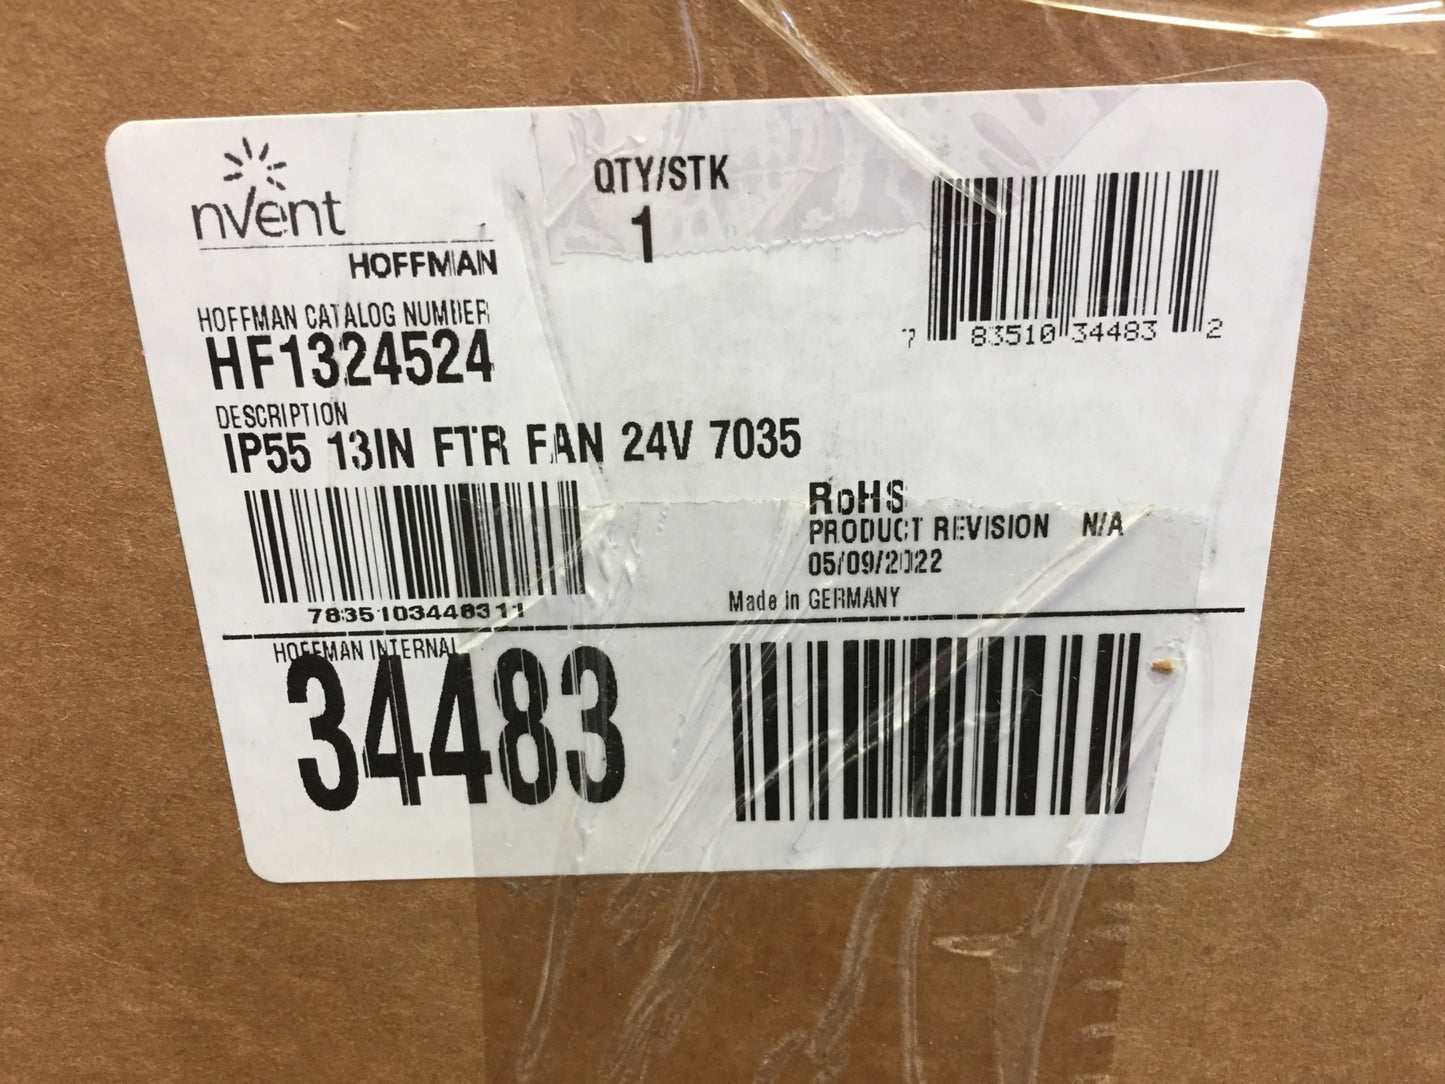 nVent
HOFFMAN
QTY/STK
1
7 83510 34483 2
HOFFMAN CATALOG NUMBER
HF1324524
DESCRIPTION
IP55 13IN FTR FAN 24V 7035
7835103448311
RoHS
PRODUCT REVISION N/A
05/09/2022
Made in GERMANY
HOFFMAN INTERNAL
34483